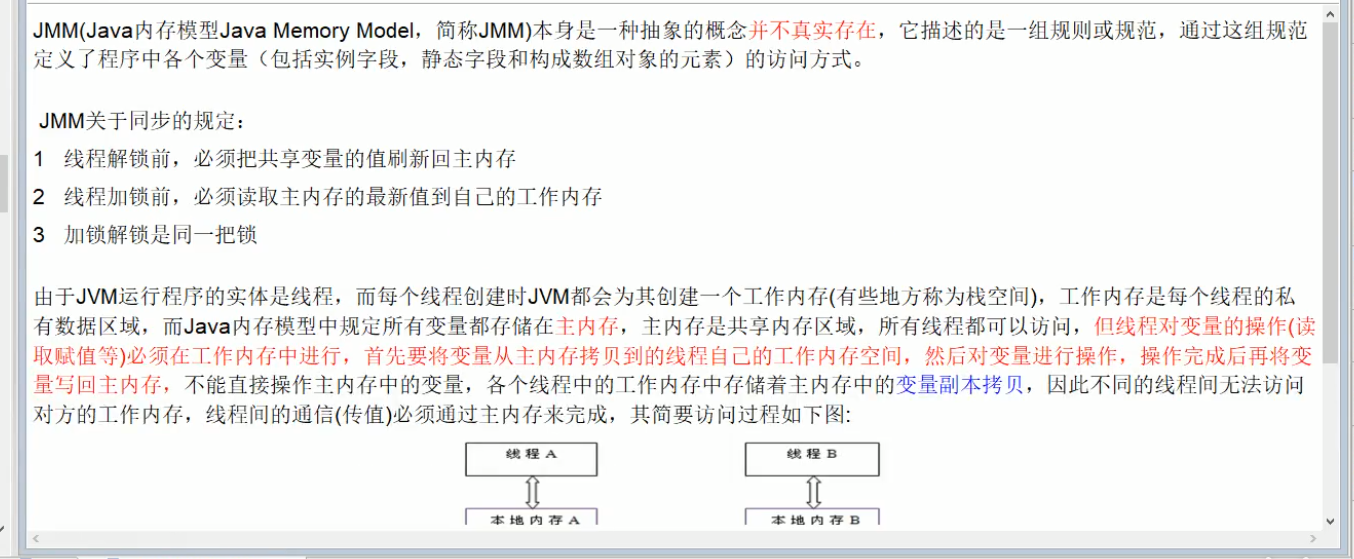 JMM(Java内存模型Java Memory Model，简称JMM)本身是一种抽象的概念并不真实存在，它描述的是一组规则或规范，通过这组规范
定义了程序中各个变量（包括实例字段，静态字段和构成数组对象的元素）的访问方式。
JMM关于同步的规定：
1 线程解锁前，必须把共享变量的值刷新回主内存
2 线程加锁前，必须读取主内存的最新值到自己的工作内存
3 加锁解锁是同一把锁
由于JVM运行程序的实体是线程，而每个线程创建时JVM都会为其创建一个工作内存(有些地方称为栈空间)，工作内存是每个线程的私
有数据区域，而Java内存模型中规定所有变量都存储在主内存，主内存是共享内存区域，所有线程都可以访问，但线程对变量的操作(读
取赋值等)必须在工作内存中进行，首先要将变量从主内存拷贝到的线程自己的工作内存空间，然后对变量进行操作，操作完成后再将变
量写回主内存，不能直接操作主内存中的变量，各个线程中的工作内存中存储着主内存中的变量副本拷贝，因此不同的线程间无法访问
对方的工作内存，线程间的通信(传值)必须通过主内存来完成，其简要访问过程如下图:
线程 A
线程 B
本地内存 A
本地内存 B